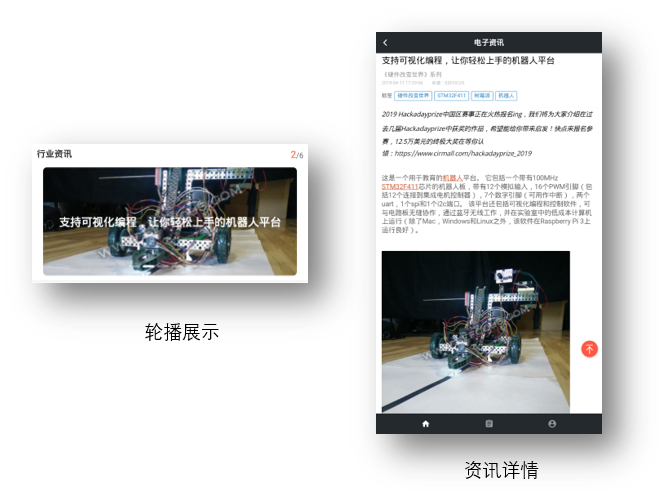 行业资讯
2/6
支持可视化编程，让你轻松上手的机器人平台
轮播展示
电子资讯
支持可视化编程，让你轻松上手的机器人平台
《硬件改变世界》系列
标签 硬件改变世界 STM32F411 树莓派 机器人
2019 Hackadayprize中国区赛事正在火热报名ing，我们将为大家介绍在过
去几届Hackadayprize中获奖的作品，希望能给你带来启发！快点来报名参
赛，12.5万美元的终极大奖在等你认
领：https://www.cirmall.com/hackadayprize_2019
这是一个用于教育的机器人平台。 它包括一个带有100MHz
STM32F411芯片的机器人板，带有12个模拟输入，16个PWM引脚（包
括12个连接到集成电机控制器），7个数字引脚（可用作中断），两个
uart，1个spi和1个i2c端口。 该平台还包括可视化编程和控制软件，可
与电路板无缝协作，通过蓝牙无线工作，并在实验室中的低成本计算机
上运行（除了Mac，Windows和Linux之外，该软件在Raspberry Pi 3上
运行良好）。
资讯详情